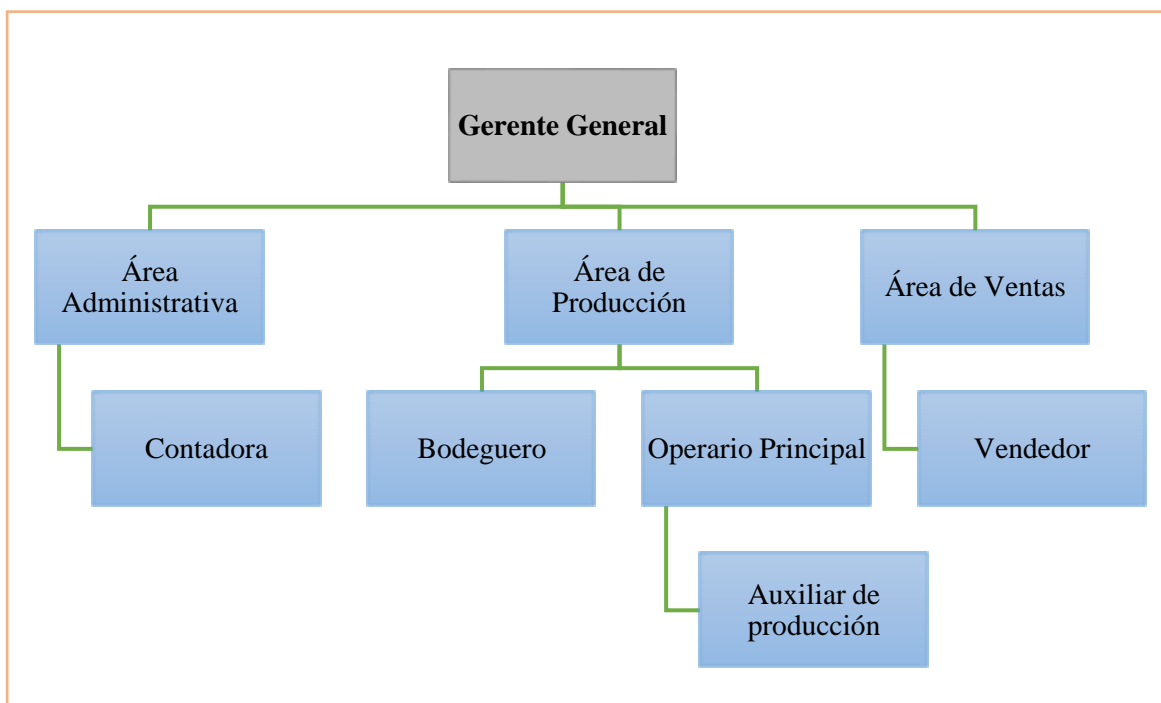 Gerente General
Área
Administrativa
Área de
Producción
Área de Ventas
Contadora
Bodeguero
Operario Principal
Vendedor
Auxiliar de
producción